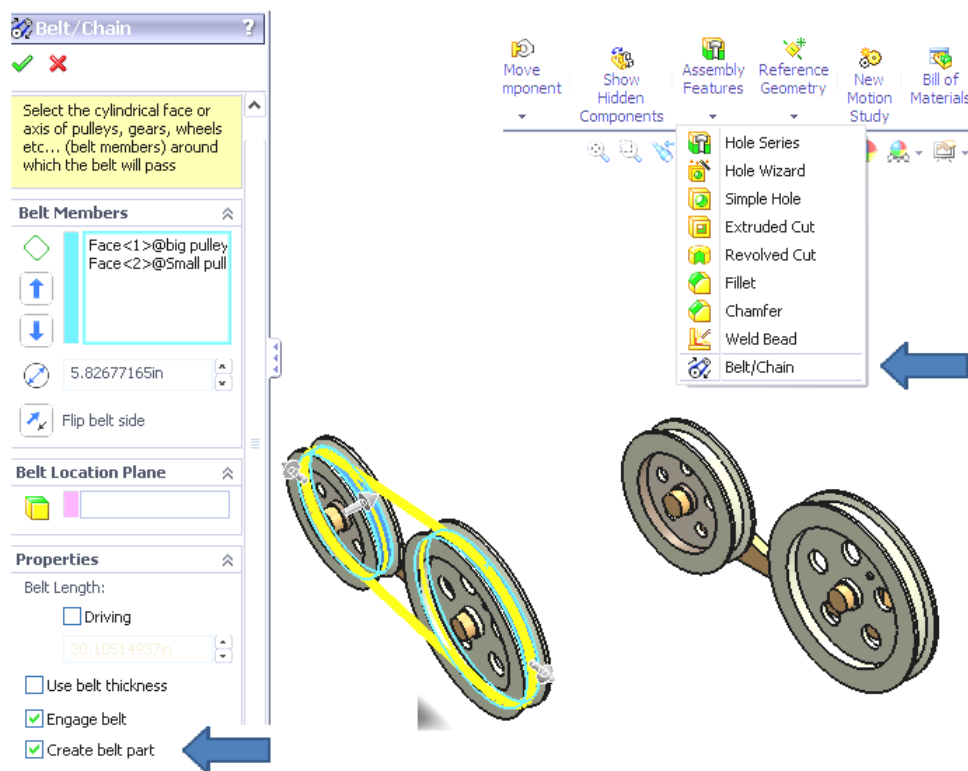 Belt/Chain ?
Select the cylindrical face or
axis of pulleys, gears, wheels
etc... (belt members) around
which the belt will pass
Belt Members
Face<1>@big pulley
Face<2>@Small pull
5.82677165in
Flip belt side
Belt Location Plane
Properties
Belt Length:
Driving
30.10514937in
Use belt thickness
Engage belt
Create belt part
Move
mponent
Show
Hidden
Components
Assembly
Features
Reference
Geometry
New
Motion
Study
Bill of
Materials
Hole Series
Hole Wizard
Simple Hole
Extruded Cut
Revolved Cut
Fillet
Chamfer
Weld Bead
Belt/Chain